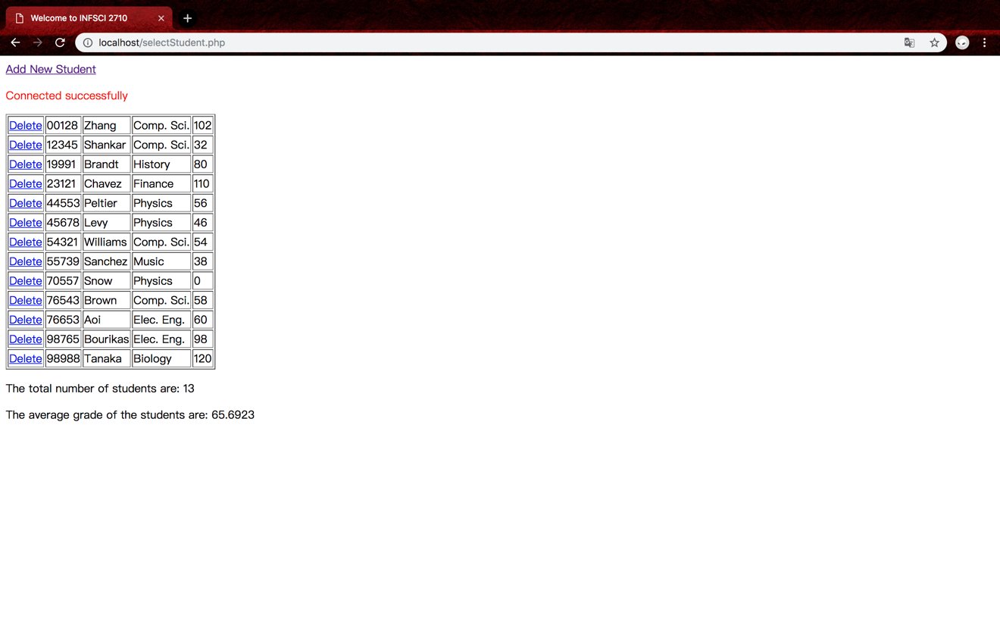 Welcome to INFSCI 2710
localhost/selectStudent.php
Add New Student
Connected successfully
Delete 00128 Zhang Comp. Sci. 102
Delete 12345 Shankar Comp. Sci. 32
Delete 19991 Brandt History 80
Delete 23121 Chavez Finance 110
Delete 44553 Peltier Physics 56
Delete 45678 Levy Physics 46
Delete 54321 Williams Comp. Sci. 54
Delete 55739 Sanchez Music 38
Delete 70557 Snow Physics 0
Delete 76543 Brown Comp. Sci. 58
Delete 76653 Aoi Elec. Eng. 60
Delete 98765 Bourikas Elec. Eng. 98
Delete 98988 Tanaka Biology 120
The total number of students are: 13
The average grade of the students are: 65.6923